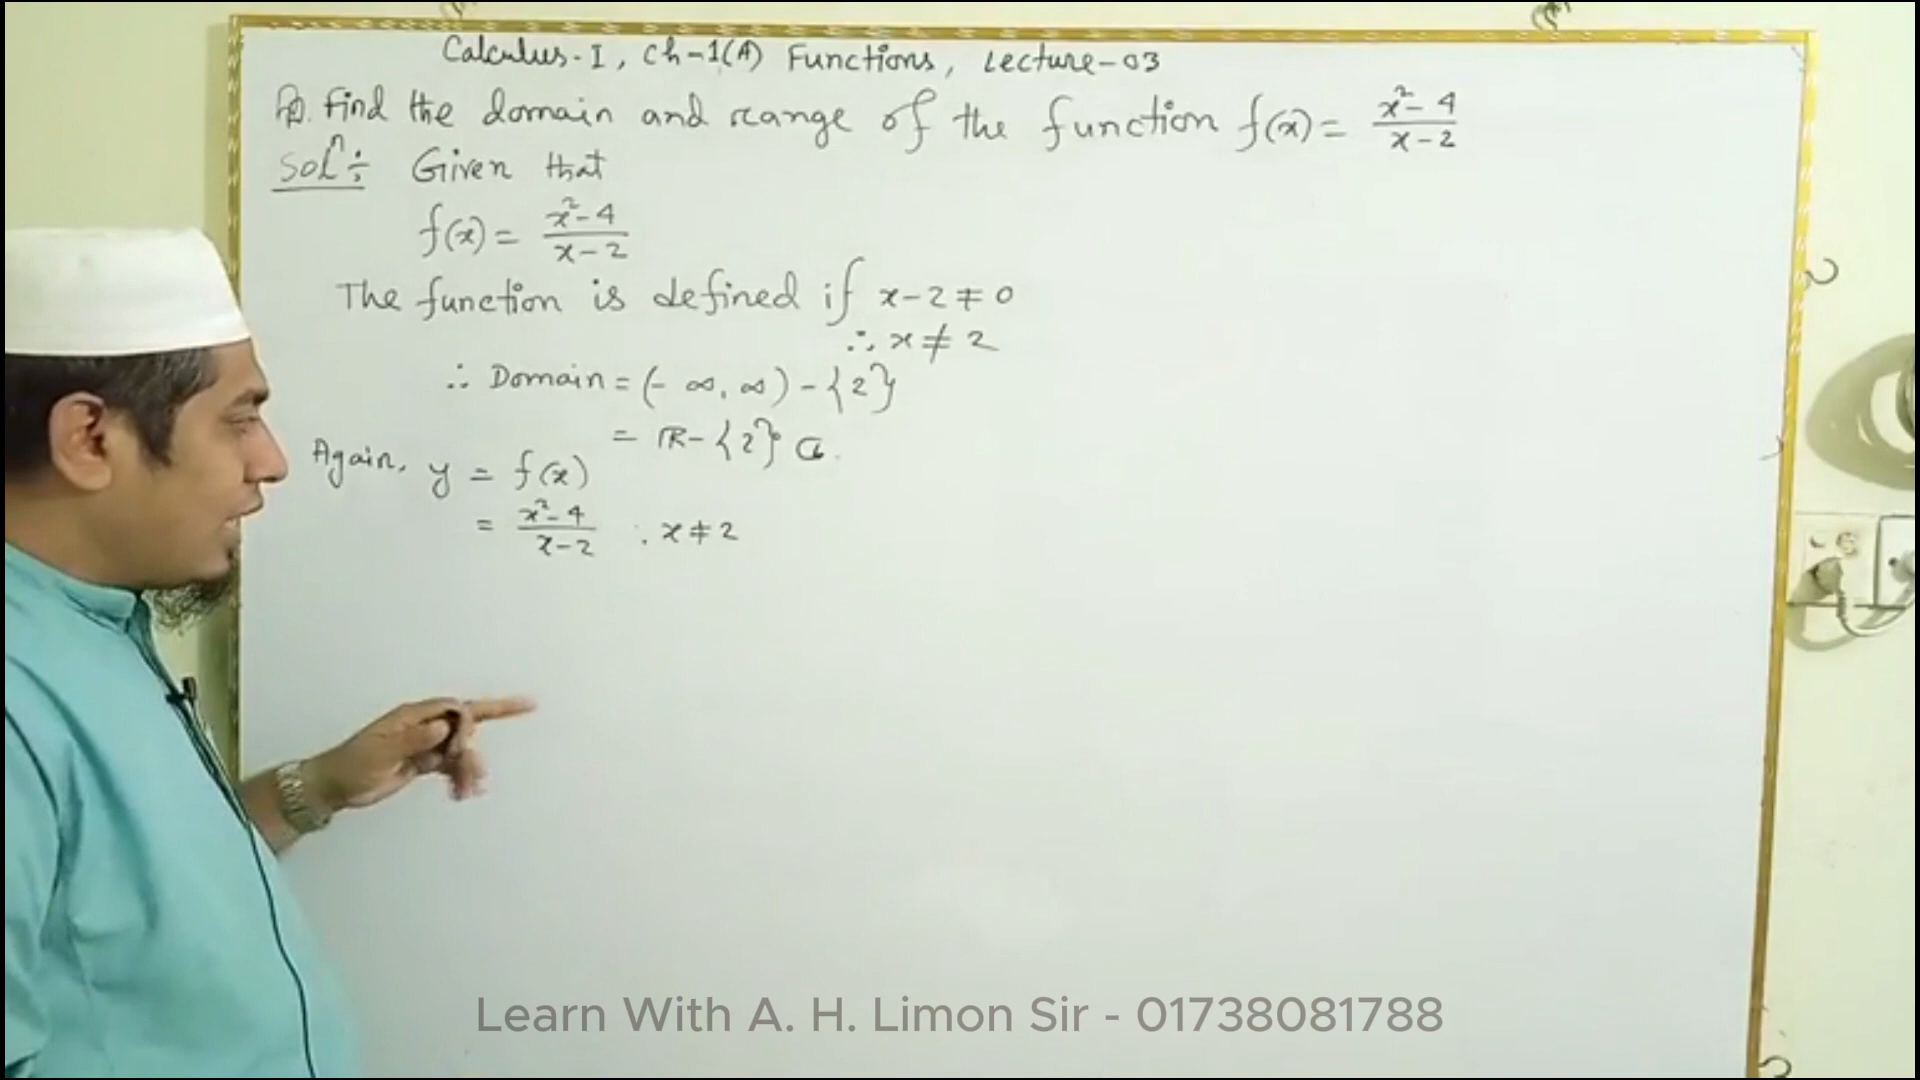 Calculus-I, Ch-1(A) Functions, Lecture-03
Find the domain and range of the function f(x) = (x²-4)/(x-2)
Solⁿ: Given that
f(x) = (x²-4)/(x-2)
The function is defined if x-2≠0
∴ x ≠ 2
∴ Domain = (-∞, ∞) - {2}
= ℝ - {2}
Again, y = f(x)
= (x²-4)/(x-2) ; x≠2
Learn With A. H. Limon Sir - 01738081788